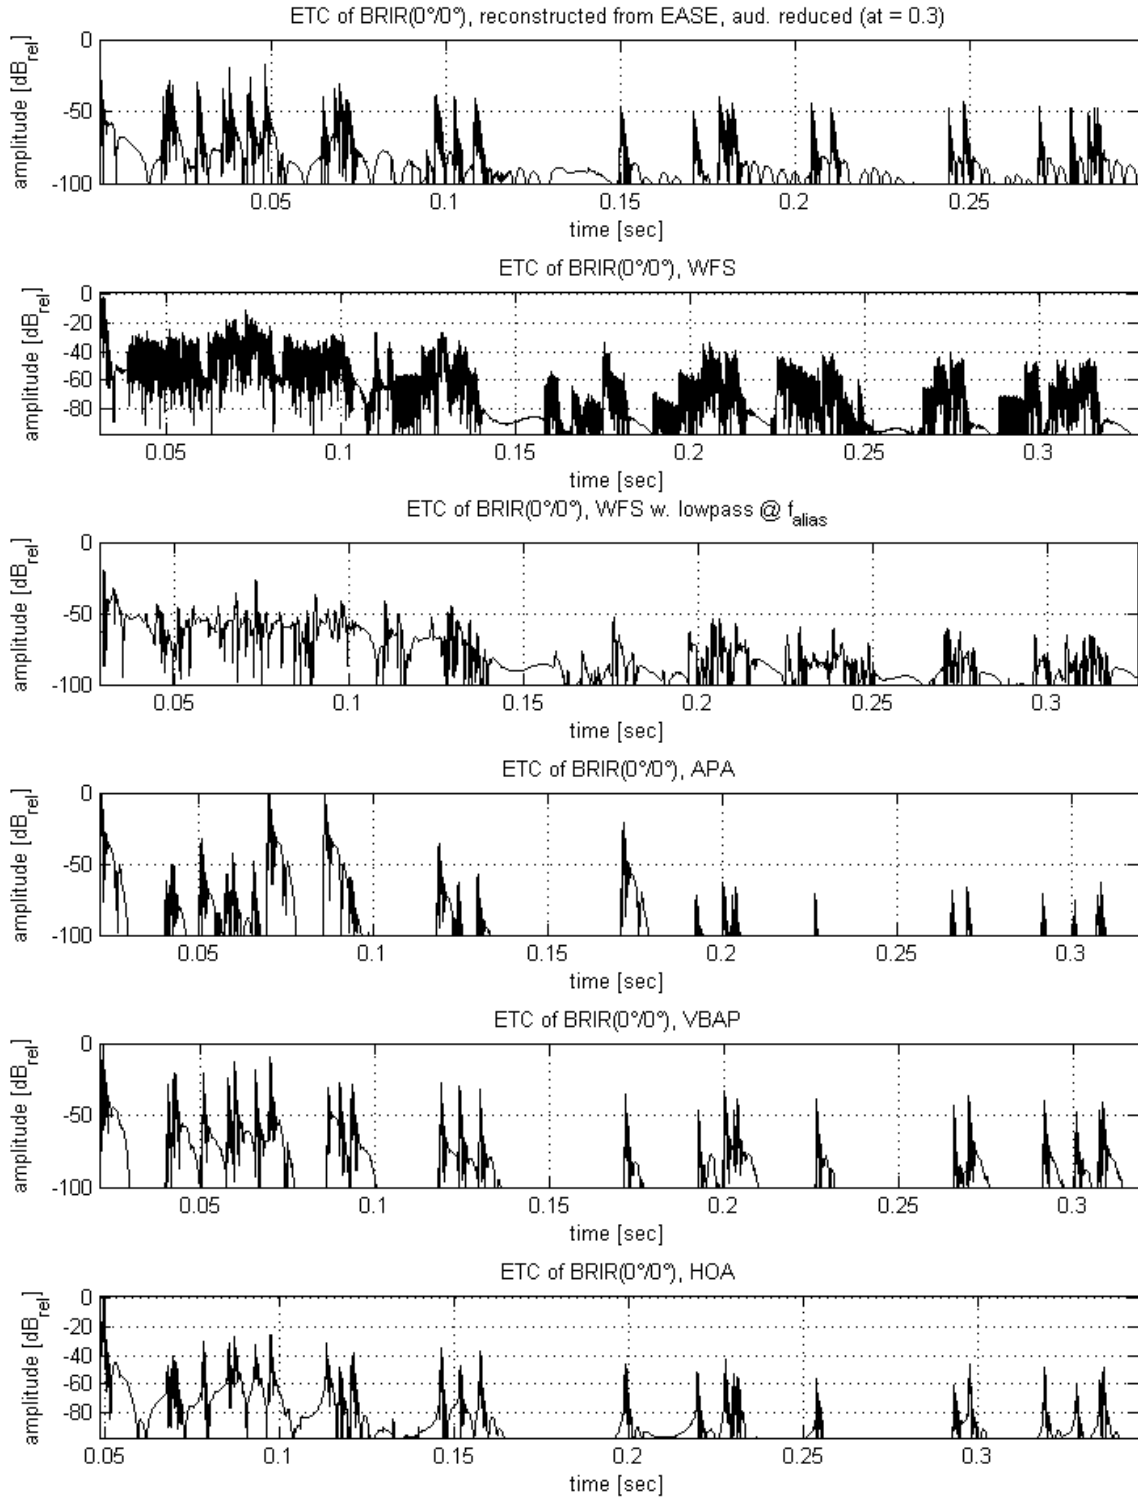 ETC of BRIR(0°/0°), reconstructed from EASE, aud. reduced (at = 0.3)
0
-50
-100
amplitude [dB_rel]
0.05 0.1 0.15 0.2 0.25
time [sec]
ETC of BRIR(0°/0°), WFS
0
-20
-40
-60
-80
amplitude [dB_rel]
0.05 0.1 0.15 0.2 0.25 0.3
time [sec]
ETC of BRIR(0°/0°), WFS w. lowpass @ f_alias
0
-50
-100
amplitude [dB_rel]
0.05 0.1 0.15 0.2 0.25 0.3
time [sec]
ETC of BRIR(0°/0°), APA
0
-50
-100
amplitude [dB_rel]
0.05 0.1 0.15 0.2 0.25 0.3
time [sec]
ETC of BRIR(0°/0°), VBAP
0
-50
-100
amplitude [dB_rel]
0.05 0.1 0.15 0.2 0.25 0.3
time [sec]
ETC of BRIR(0°/0°), HOA
0
-20
-40
-60
-80
amplitude [dB_rel]
0.05 0.1 0.15 0.2 0.25 0.3
time [sec]